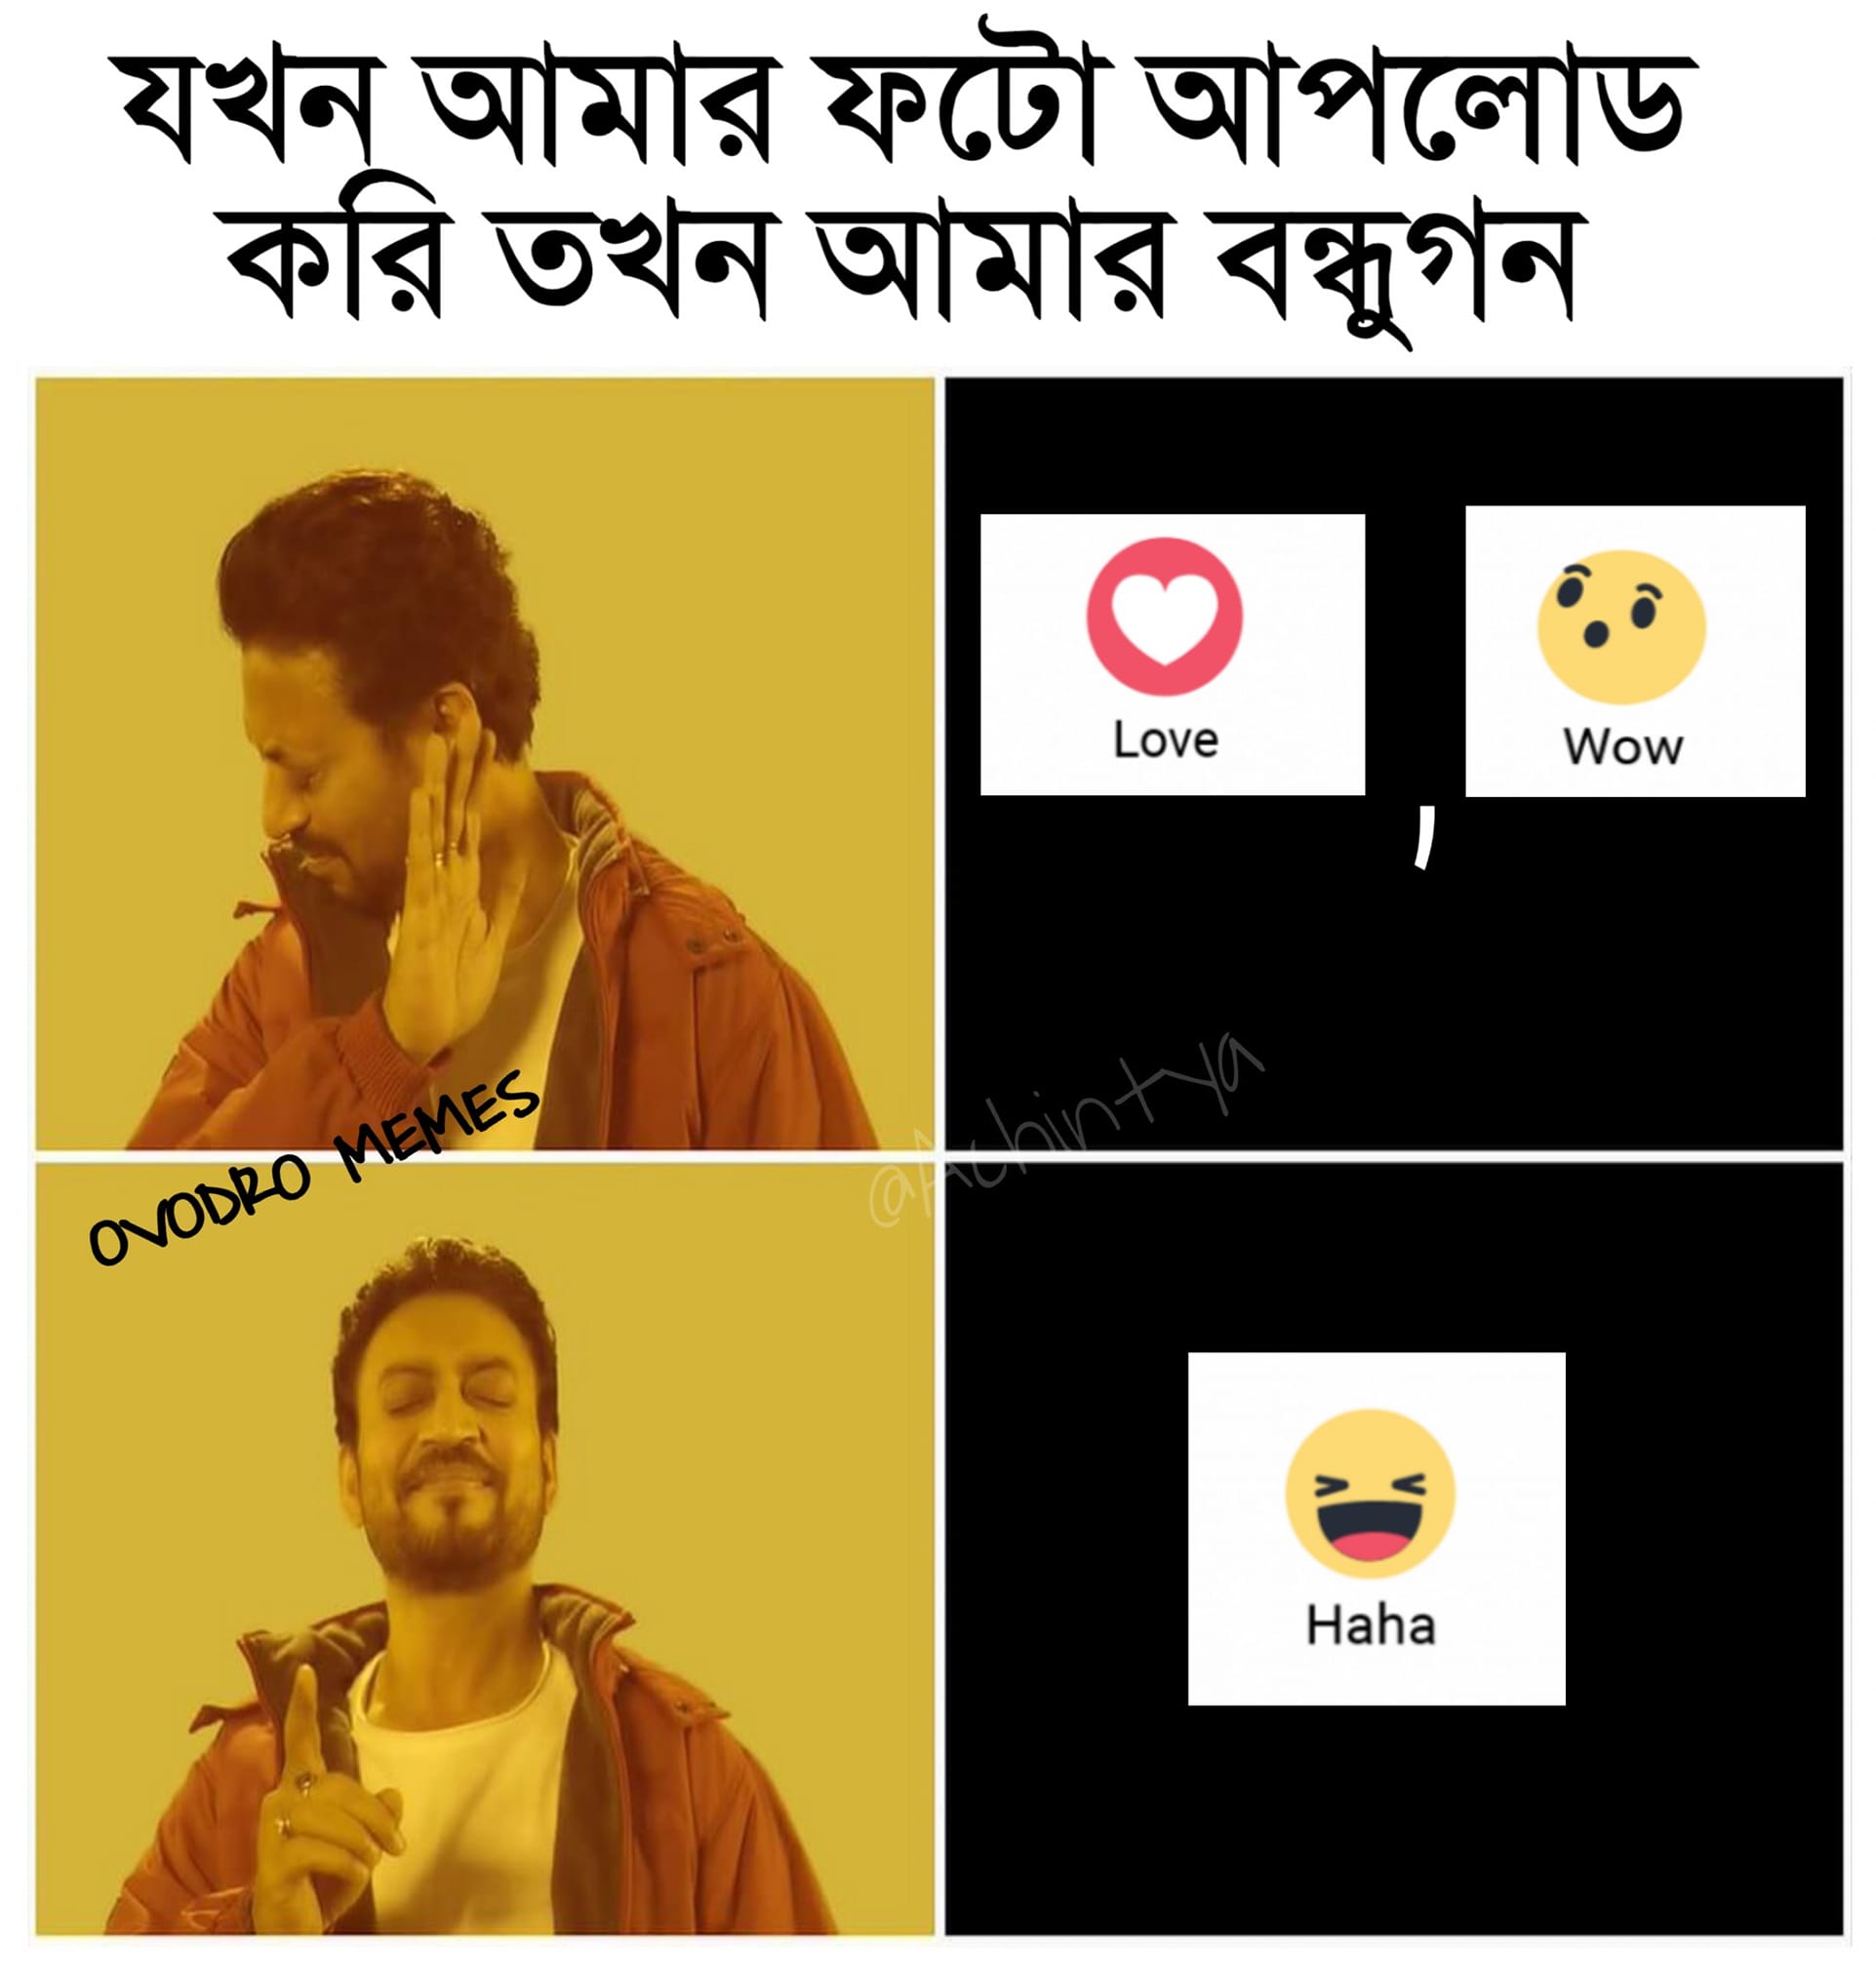 যখন আমার ফটো আপলোড
করি তখন আমার বন্ধুগন
Love
Wow
,
OVODRO MEMES
@Achintya
Haha